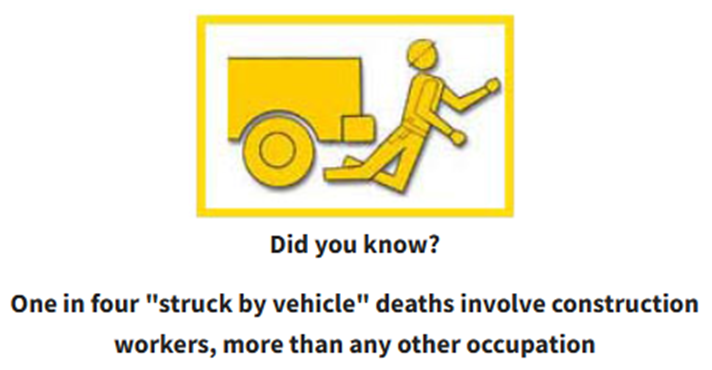 Did you know?
One in four "struck by vehicle" deaths involve construction
workers, more than any other occupation